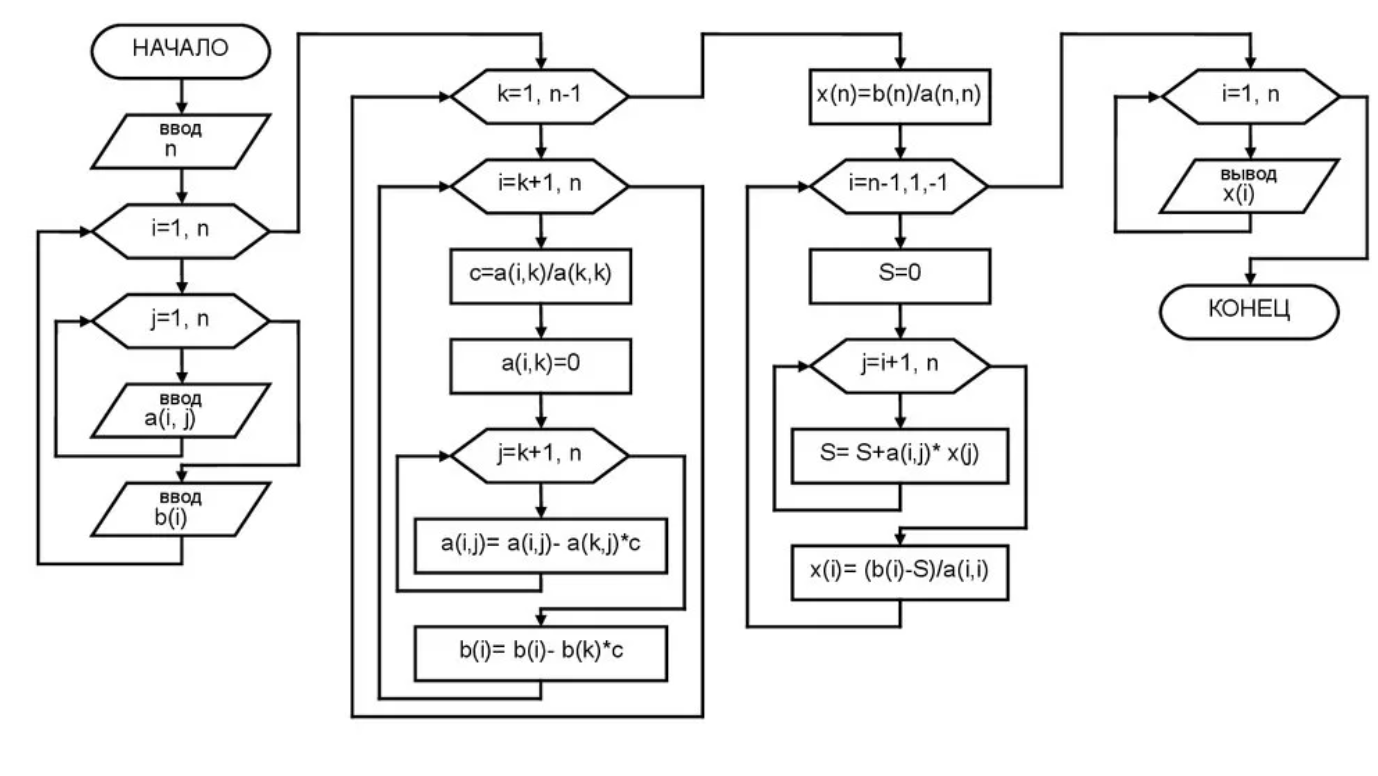 НАЧАЛО
ввод
n
i=1, n
j=1, n
ввод
a(i, j)
ввод
b(i)
k=1, n-1
i=k+1, n
c=a(i,k)/a(k,k)
a(i,k)=0
j=k+1, n
a(i,j)= a(i,j)- a(k,j)*c
b(i)= b(i)- b(k)*c
x(n)=b(n)/a(n,n)
i=n-1,1,-1
S=0
j=i+1, n
S= S+a(i,j)* x(j)
x(i)= (b(i)-S)/a(i,i)
i=1, n
вывод
x(i)
КОНЕЦ